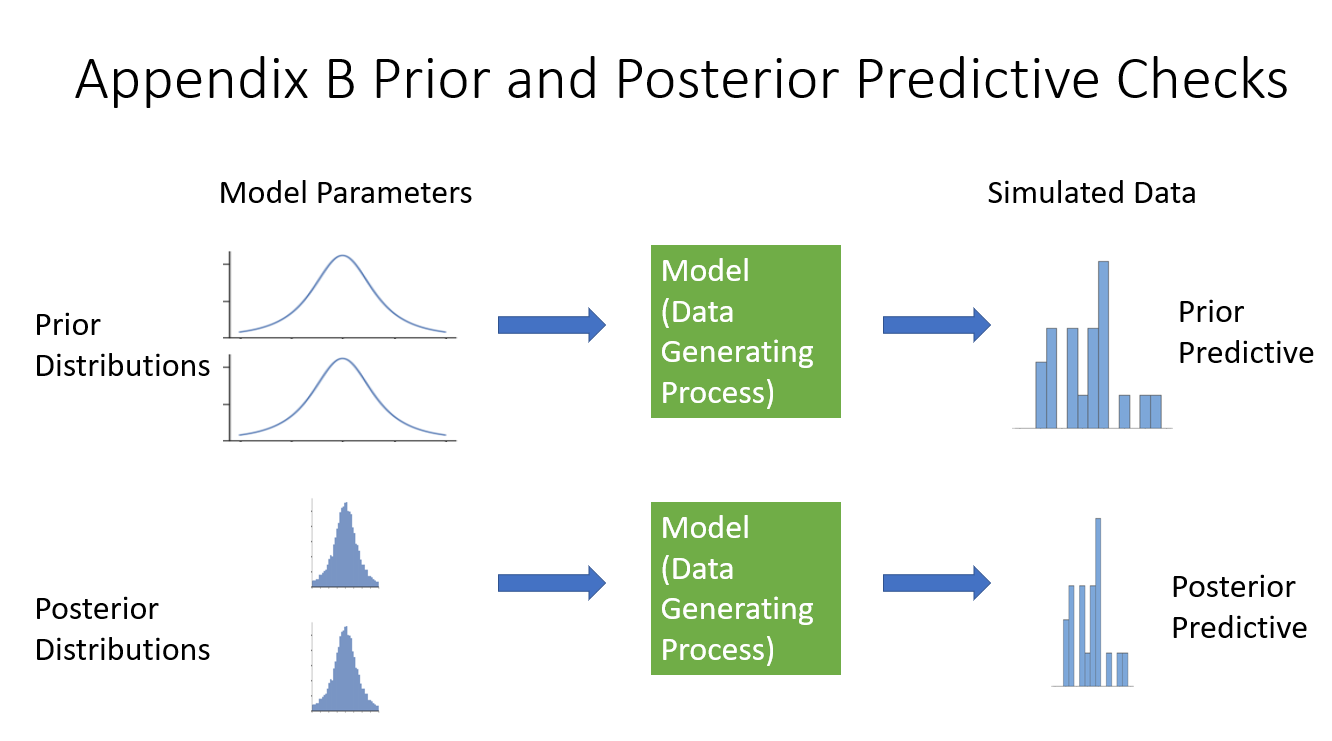 Appendix B Prior and Posterior Predictive Checks
Model Parameters
Simulated Data
Prior
Distributions
Model
(Data
Generating
Process)
Prior
Predictive
Posterior
Distributions
Model
(Data
Generating
Process)
Posterior
Predictive